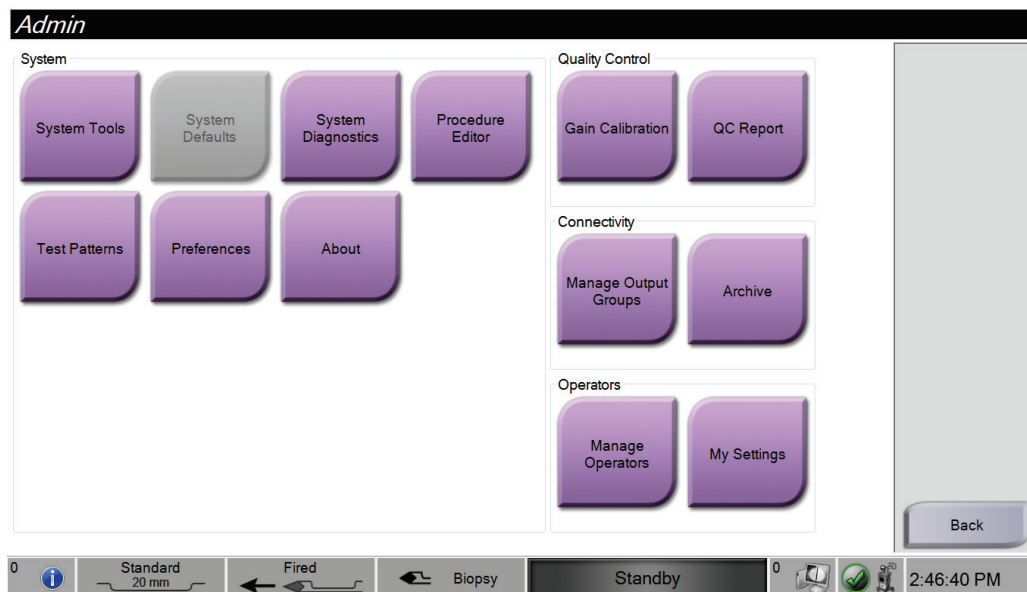 Admin
System
System Tools
System
Defaults
System
Diagnostics
Procedure
Editor
Test Patterns
Preferences
About
Quality Control
Gain Calibration
QC Report
Connectivity
Manage Output
Groups
Archive
Operators
Manage
Operators
My Settings
Back
0
Standard
20 mm
Fired
Biopsy
Standby
0
2:46:40 PM